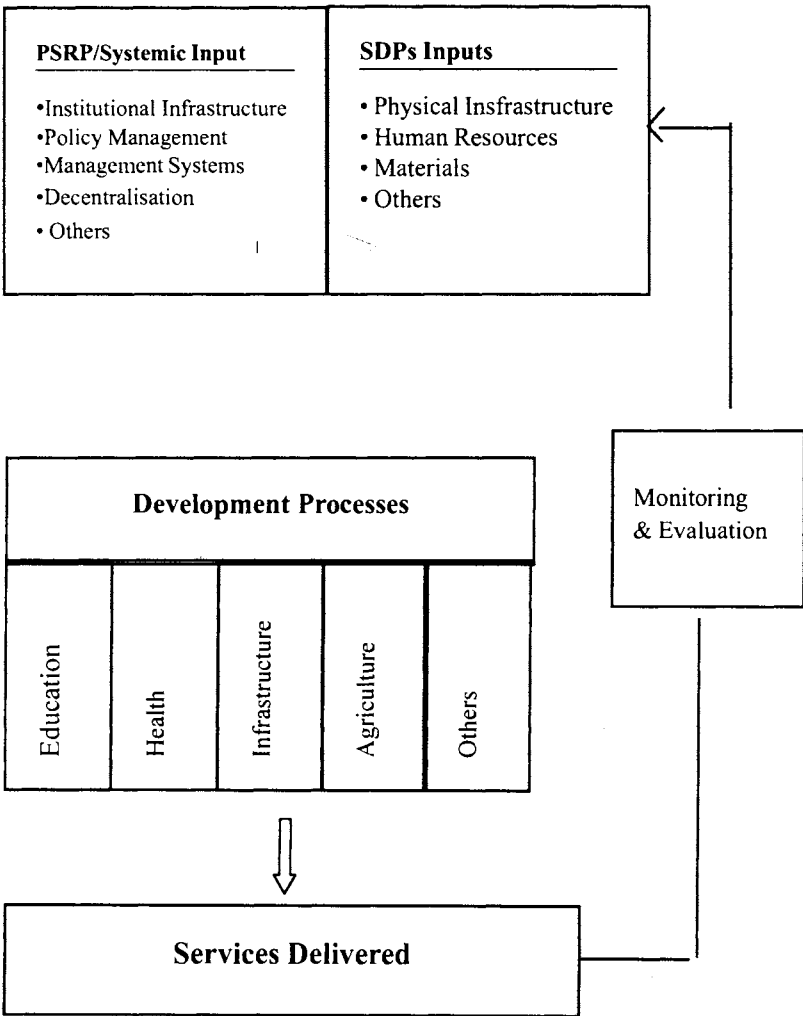 PSRP/Systemic Input
•Institutional Infrastructure
•Policy Management
•Management Systems
•Decentralisation
• Others
SDPs Inputs
• Physical Insfrastructure
• Human Resources
• Materials
• Others
Development Processes
Education
Health
Infrastructure
Agriculture
Others
Monitoring
& Evaluation
Services Delivered